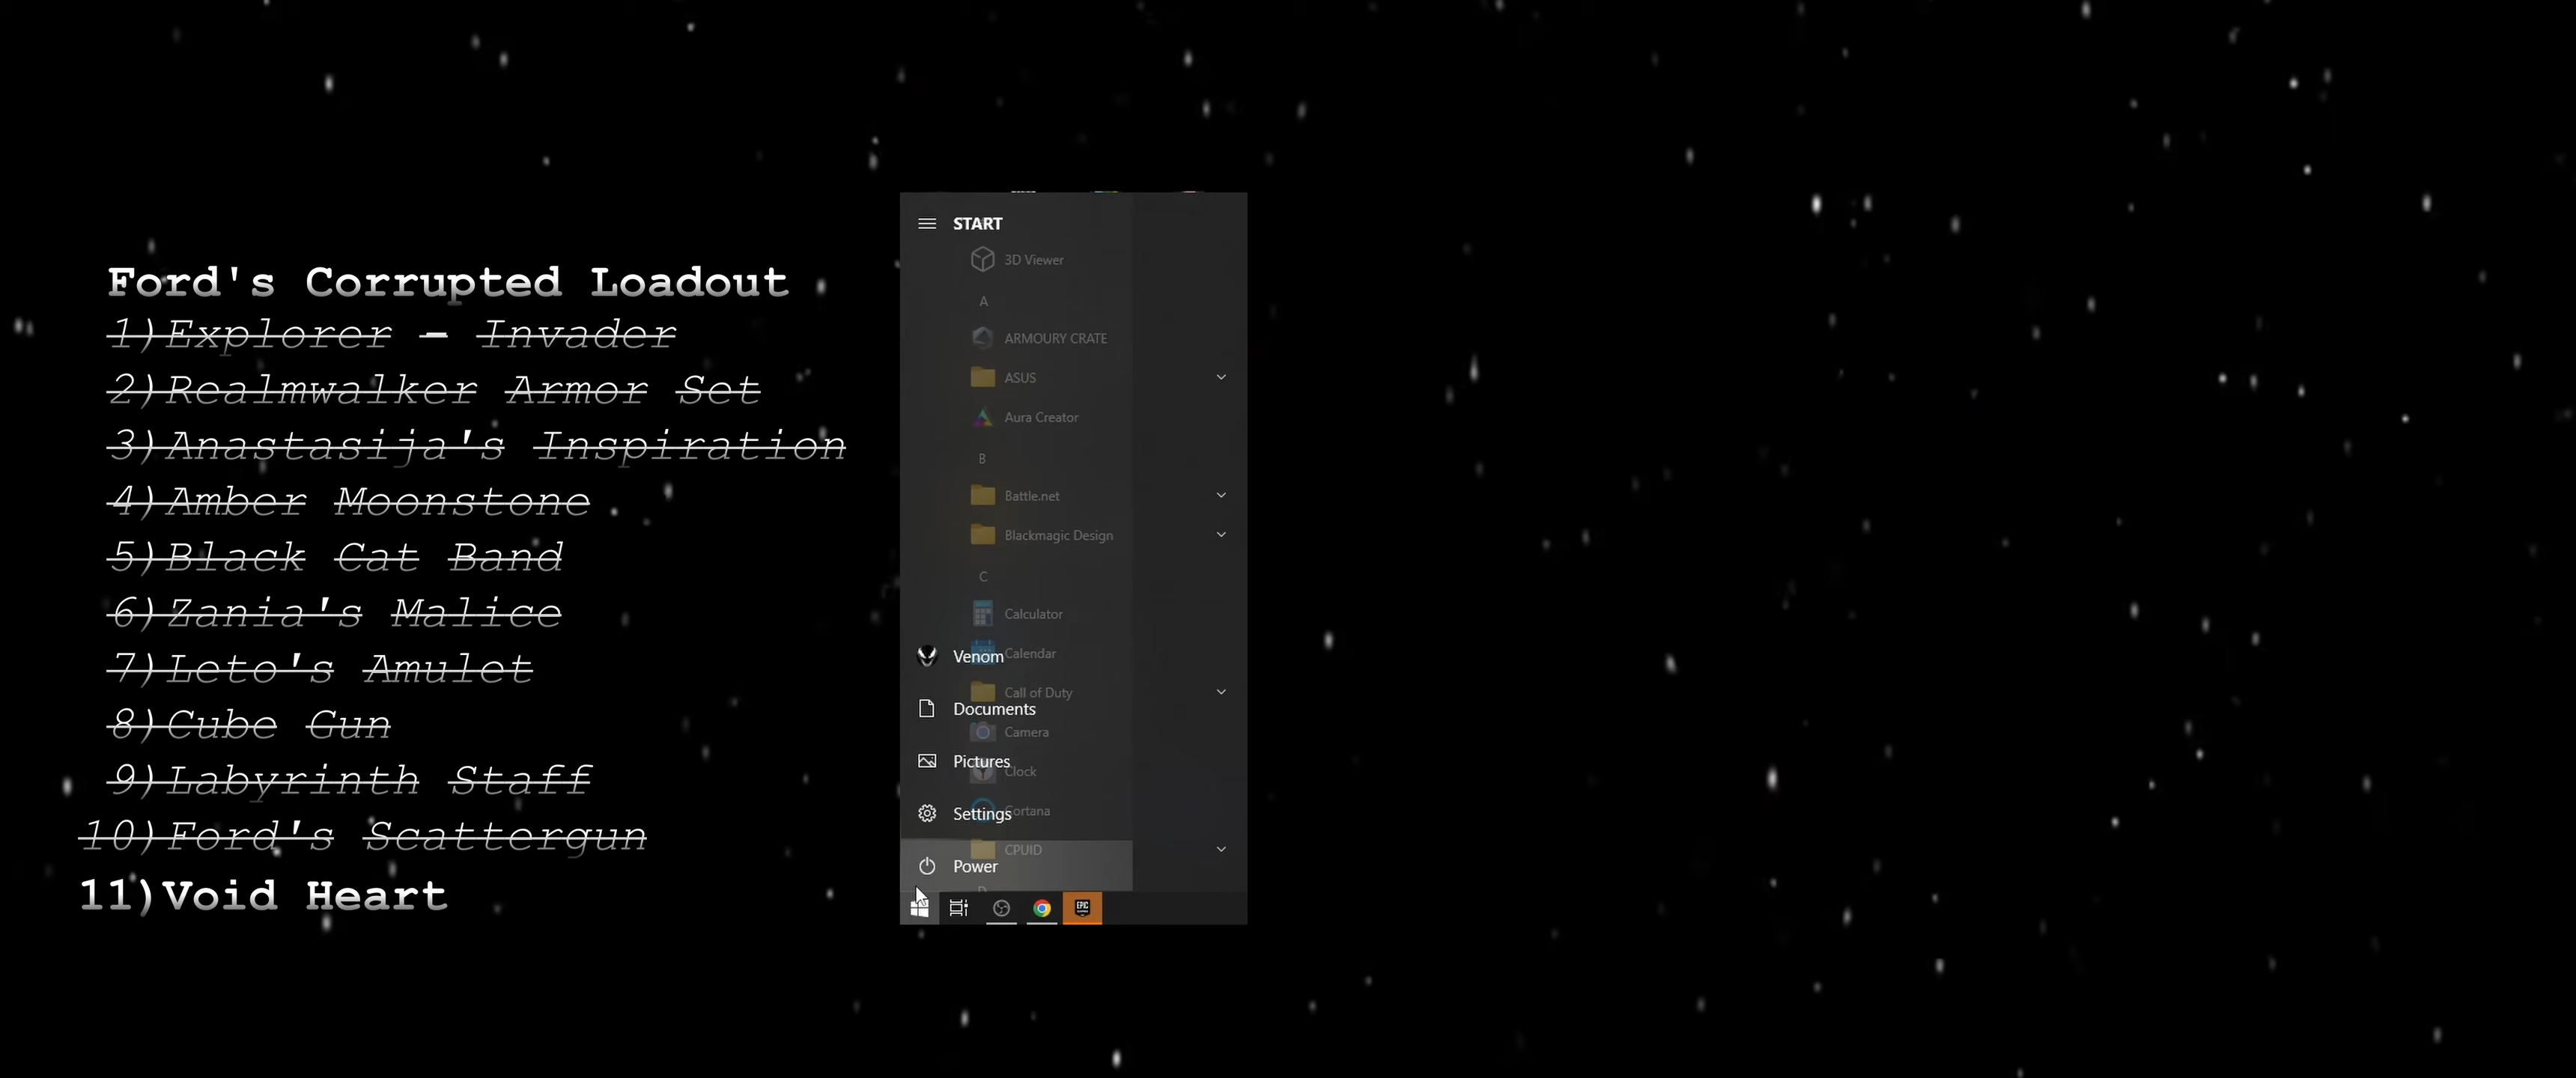 Ford's Corrupted Loadout
1)Explorer - Invader
2)Realmwalker Armor Set
3)Anastasija's Inspiration
4)Amber Moonstone
5)Black Cat Band
6)Zania's Malice
7)Leto's Amulet
8)Cube Gun
9)Labyrinth Staff
10)Ford's Scattergun
11)Void Heart
START
3D Viewer
A
ARMOURY CRATE
ASUS
Aura Creator
B
Battle.net
Blackmagic Design
C
Calculator
Calendar
Venom
Call of Duty
Documents
Camera
Pictures
Clock
Cortana
Settings
CPUID
Power
D
EPIC